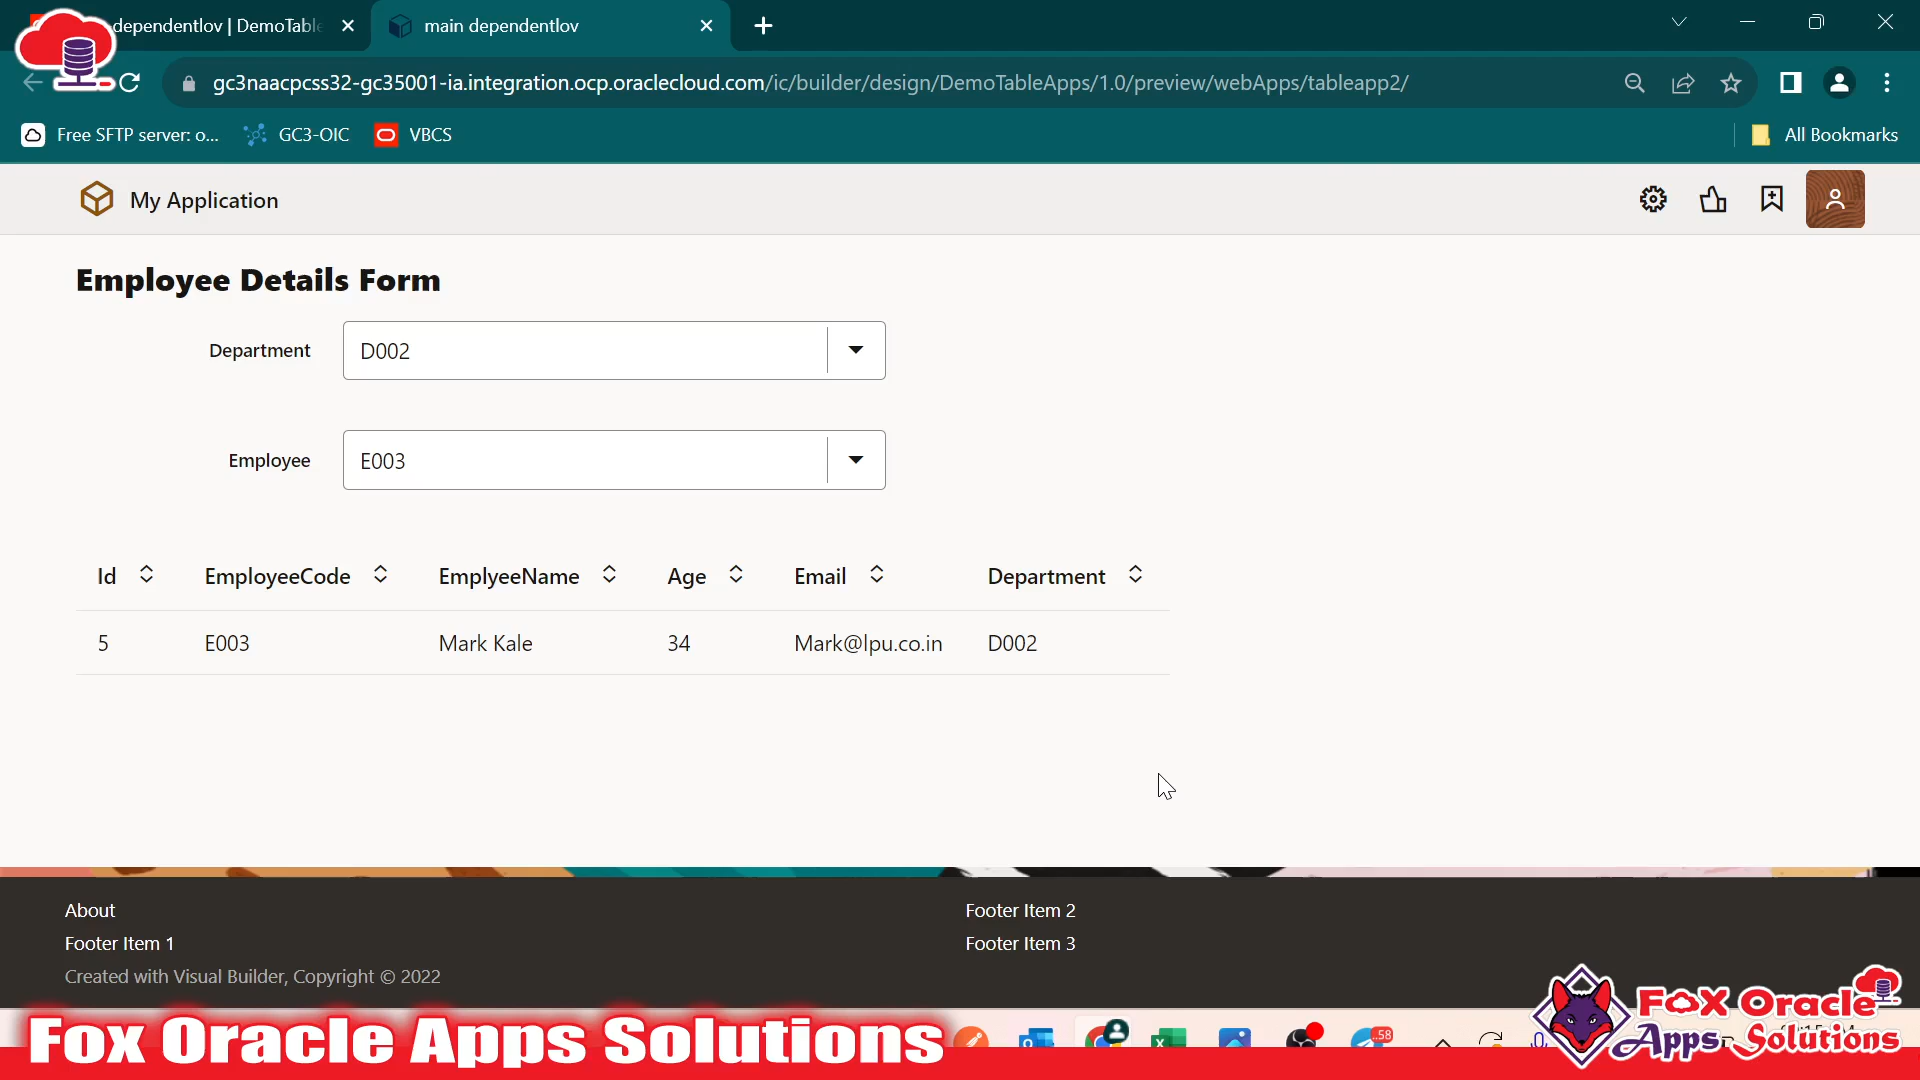 dependentlov | DemoTable
main dependentlov
gc3naacpcss32-gc35001-ia.integration.ocp.oraclecloud.com/ic/builder/design/DemoTableApps/1.0/preview/webApps/tableapp2/
Free SFTP server: o...
GC3-OIC
VBCS
All Bookmarks
My Application
Employee Details Form
Department
D002
Employee
E003
Id EmployeeCode EmplyeeName Age Email Department
5 E003 Mark Kale 34 Mark@lpu.co.in D002
About
Footer Item 2
Footer Item 1
Footer Item 3
Created with Visual Builder, Copyright © 2022
Fox Oracle Apps Solutions
..58
Fox Oracle
Apps Solutions